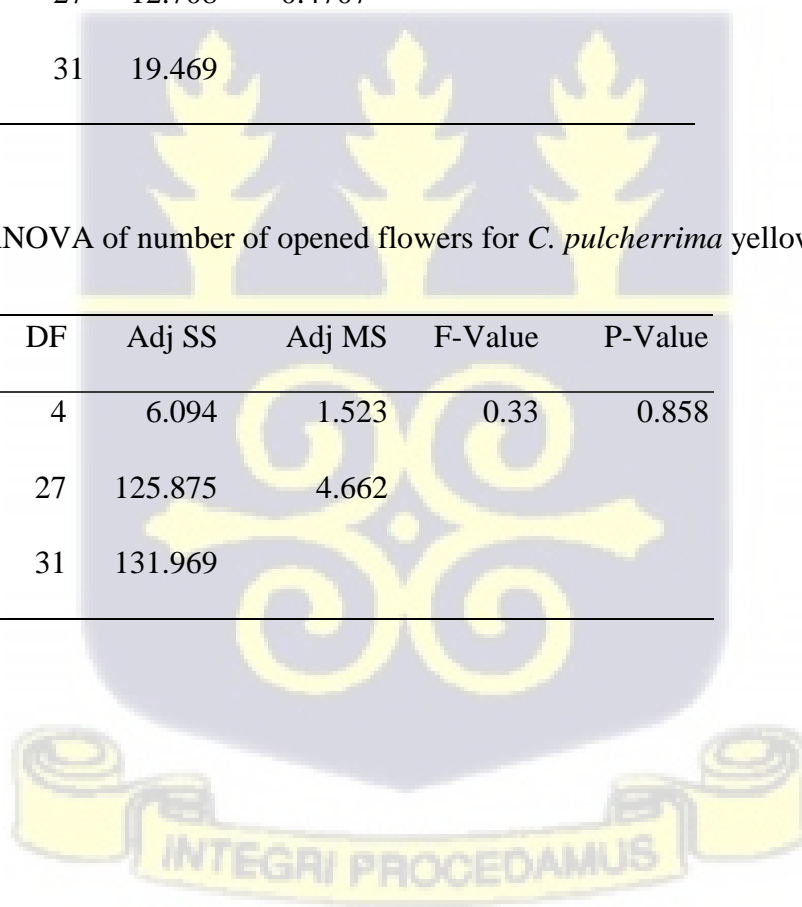 31 19.469
NOVA of number of opened flowers for C. pulcherrima
DF Adj SS Adj MS F-Value P-Value
4 6.094 1.523 0.33 0.858
27 125.875 4.662
31 131.969
INTEGRI PROCEDAMUS